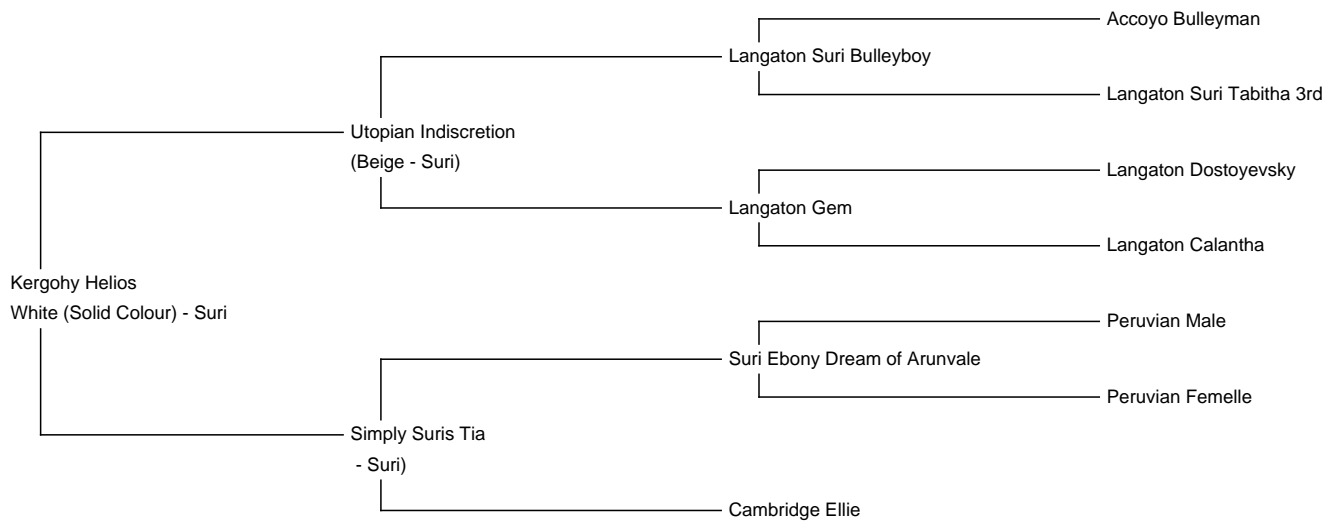 Accoyo Bulleyman
Langaton Suri Bulleyboy
Langaton Suri Tabitha 3rd
Utopian Indiscretion
(Beige - Suri)
Langaton Dostoyevsky
Langaton Gem
Langaton Calantha
Kergohy Helios
White (Solid Colour) - Suri
Peruvian Male
Suri Ebony Dream of Arunvale
Peruvian Femelle
Simply Suris Tia
- Suri)
Cambridge Ellie